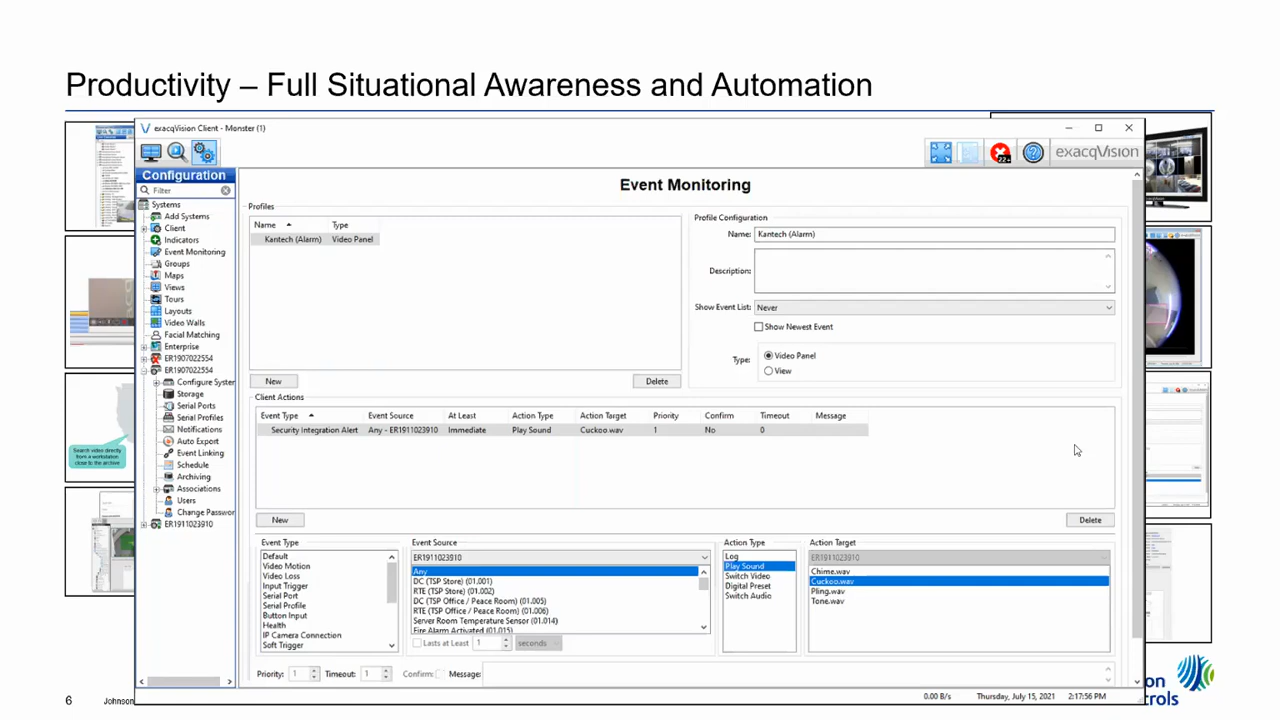 Productivity – Full Situational Awareness and Automation
exacqVision Client - Monster (1)
22+
exacqVision
Configuration
Filter
Systems
Add Systems
Client
Indicators
Event Monitoring
Groups
Maps
Views
Tours
Layouts
Video Walls
Facial Matching
Enterprise
ER1907022554
ER1907022554
Configure Syster
Storage
Serial Ports
Serial Profiles
Notifications
Auto Export
Event Linking
Schedule
Archiving
Associations
Users
Change Passwor
ER1911023910
Event Monitoring
Profiles
Name Type
Kantech (Alarm) Video Panel
New Delete
Profile Configuration
Name: Kantech (Alarm)
Description:
Show Event List: Never
Show Newest Event
Type: Video Panel
View
Client Actions
Event Type Event Source At Least Action Type Action Target Priority Confirm Timeout Message
Security Integration Alert Any - ER1911023910 Immediate Play Sound Cuckoo.wav 1 No 0
New Delete
Event Type
Default
Video Motion
Video Loss
Input Trigger
Serial Port
Serial Profile
Button Input
Health
IP Camera Connection
Soft Trigger
Event Source
ER1911023910
Any
DC (TSP Store) (01.001)
RTE (TSP Store) (01.002)
DC (TSP Office / Peace Room) (01.005)
RTE (TSP Office / Peace Room) (01.006)
Server Room Temperature Sensor (01.014)
Fire Alarm Activated (01.015)
Lasts at Least 1 seconds
Action Type
Log
Play Sound
Switch Video
Digital Preset
Switch Audio
Action Target
ER1911023910
Chime.wav
Cuckoo.wav
Pling.wav
Tone.wav
Priority: 1 Timeout: 1 Confirm: Message:
0.00 B/s Thursday, July 15, 2021 2:17:56 PM
Search video directly
from a workstation
close to the archive
6 Johnson
on
trols